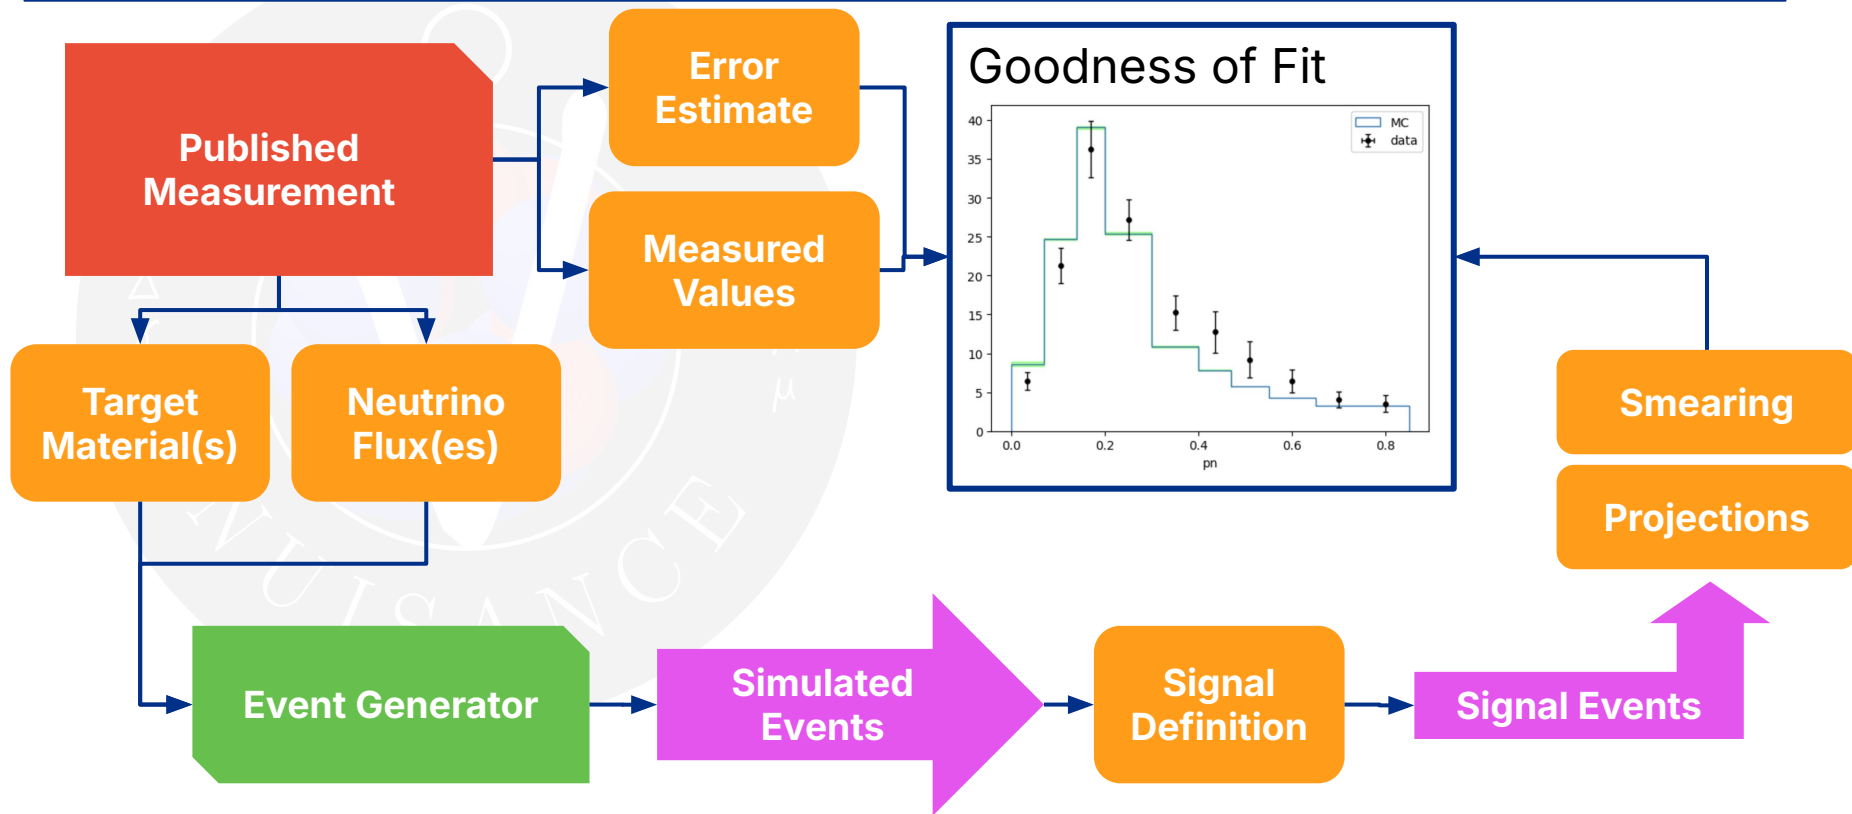 Published
Measurement
Error
Estimate
Measured
Values
Goodness of Fit
MC
data
40
35
30
25
20
15
10
5
0
0.0 0.2 0.4 0.6 0.8
pn
Target
Material(s)
Neutrino
Flux(es)
μ
Smearing
Projections
NUISANCE
Event Generator
Simulated
Events
Signal
Definition
Signal Events